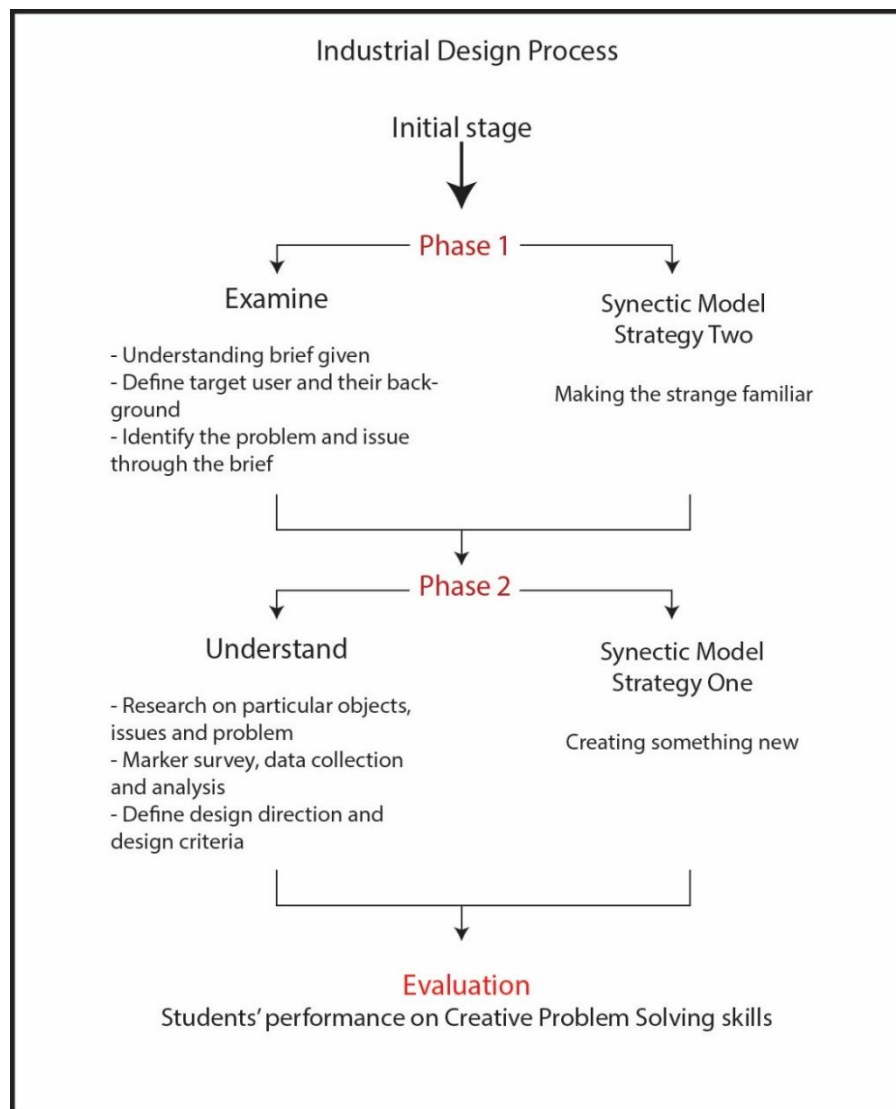 Industrial Design Process
Initial stage
Phase 1
Examine
- Understanding brief given
- Define target user and their back-
ground
- Identify the problem and issue
through the brief
Synectic Model
Strategy Two
Making the strange familiar
Phase 2
Understand
- Research on particular objects,
issues and problem
- Marker survey, data collection
and analysis
- Define design direction and
design criteria
Synectic Model
Strategy One
Creating something new
Evaluation
Students’ performance on Creative Problem Solving skills